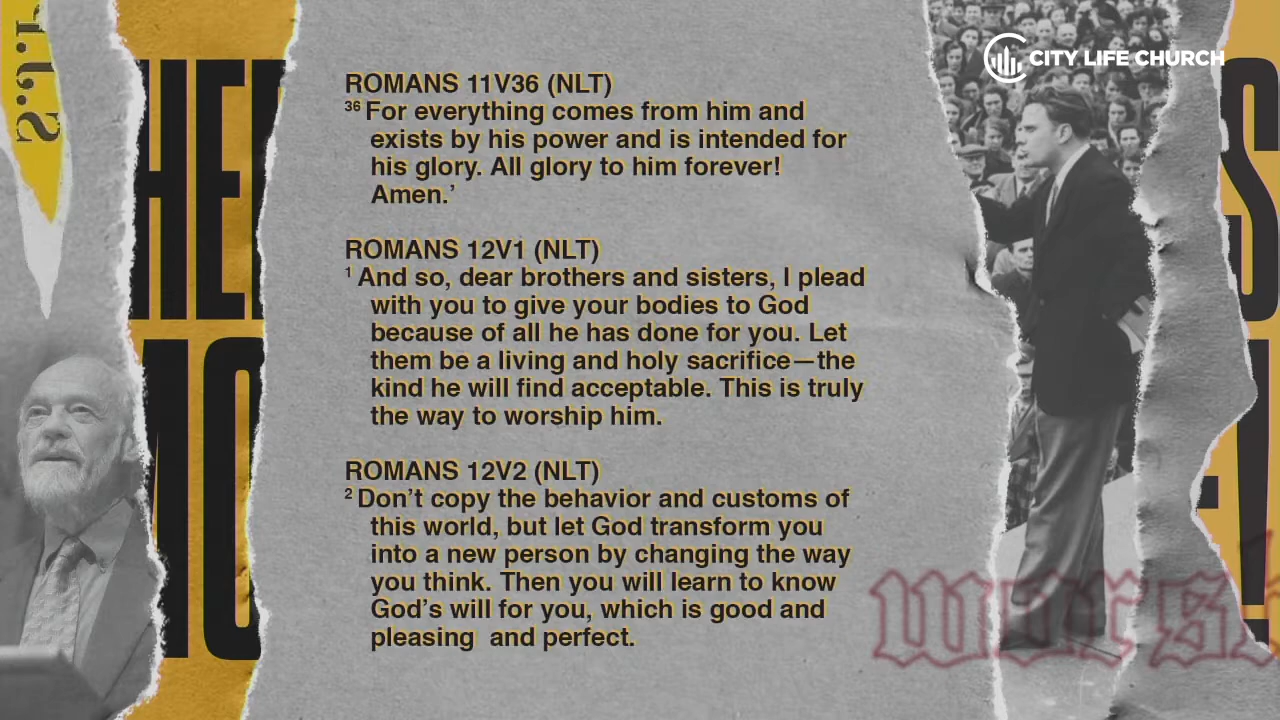 CITY LIFE CHURCH
ROMANS 11V36 (NLT)
36 For everything comes from him and
exists by his power and is intended for
his glory. All glory to him forever!
Amen.’
ROMANS 12V1 (NLT)
1 And so, dear brothers and sisters, I plead
with you to give your bodies to God
because of all he has done for you. Let
them be a living and holy sacrifice—the
kind he will find acceptable. This is truly
the way to worship him.
ROMANS 12V2 (NLT)
2 Don’t copy the behavior and customs of
this world, but let God transform you
into a new person by changing the way
you think. Then you will learn to know
God’s will for you, which is good and
pleasing  and perfect.